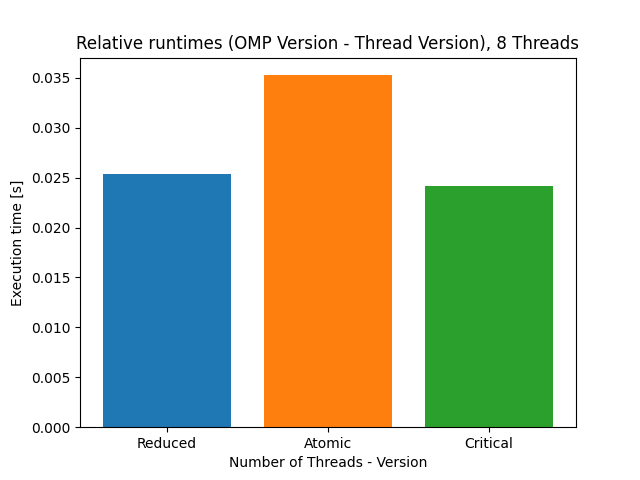 Relative runtimes (OMP Version - Thread Version), 8 Threads
0.035
0.030
0.025
0.020
0.015
0.010
0.005
0.000
Execution time [s]
Reduced
Atomic
Critical
Number of Threads - Version